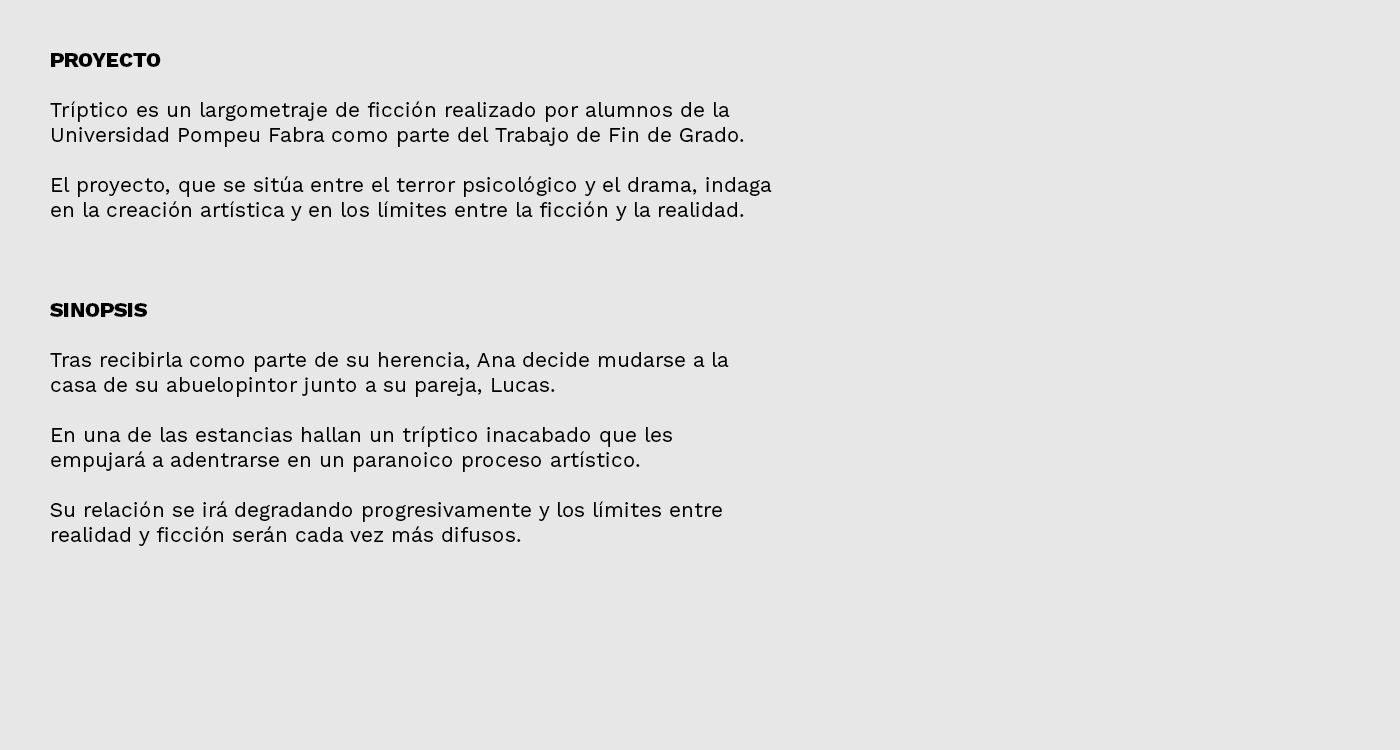 PROYECTO
Tríptico es un largometraje de ficción realizado por alumnos de la
Universidad Pompeu Fabra como parte del Trabajo de Fin de Grado.
El proyecto, que se sitúa entre el terror psicológico y el drama, indaga
en la creación artística y en los límites entre la ficción y la realidad.
SINOPSIS
Tras recibirla como parte de su herencia, Ana decide mudarse a la
casa de su abuelopintor junto a su pareja, Lucas.
En una de las estancias hallan un tríptico inacabado que les
empujará a adentrarse en un paranoico proceso artístico.
Su relación se irá degradando progresivamente y los límites entre
realidad y ficción serán cada vez más difusos.